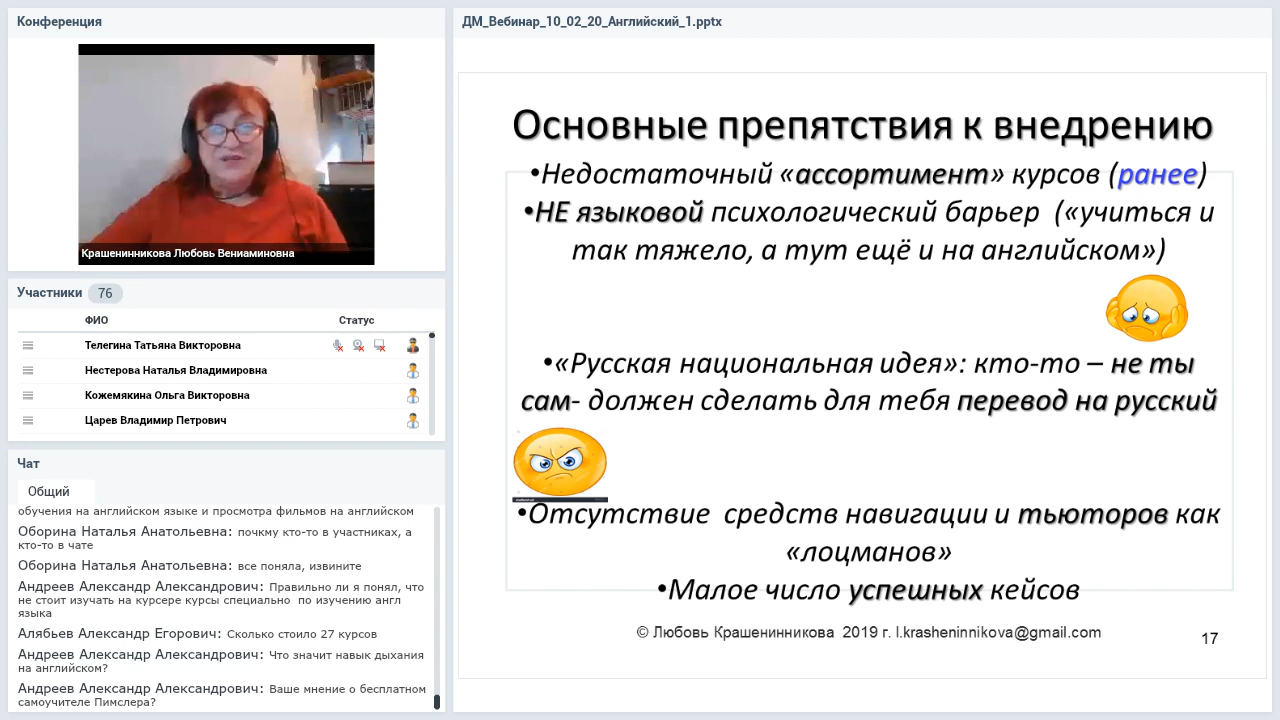 Конференция
Крашенинникова Любовь Вениаминовна
Участники 76
ФИО Статус
Телегина Татьяна Викторовна
Нестерова Наталья Владимировна
Кожемякина Ольга Викторовна
Царев Владимир Петрович
Чат
Общий
обучения на английском языке и просмотра фильмов на английском
Оборина Наталья Анатольевна: почкму кто-то в участниках, а
кто-то в чате
Оборина Наталья Анатольевна: все поняла, извините
Андреев Александр Александрович: Правильно ли я понял, что
не стоит изучать на курсере курсы специально по изучению англ
языка
Алябьев Александр Егорович: Сколько стоило 27 курсов
Андреев Александр Александрович: Что значит навык дыхания
на английском?
Андреев Александр Александрович: Ваше мнение о бесплатном
самоучителе Пимслера?
ДМ_Вебинар_10_02_20_Английский_1.pptx
Основные препятствия к внедрению
•Недостаточный «ассортимент» курсов (ранее)
•НЕ языковой психологический барьер («учиться и
так тяжело, а тут ещё и на английском»)
•«Русская национальная идея»: кто-то – не ты
сам- должен сделать для тебя перевод на русский
•Отсутствие средств навигации и тьюторов как
«лоцманов»
•Малое число успешных кейсов
© Любовь Крашенинникова 2019 г. l.krasheninnikova@gmail.com
17